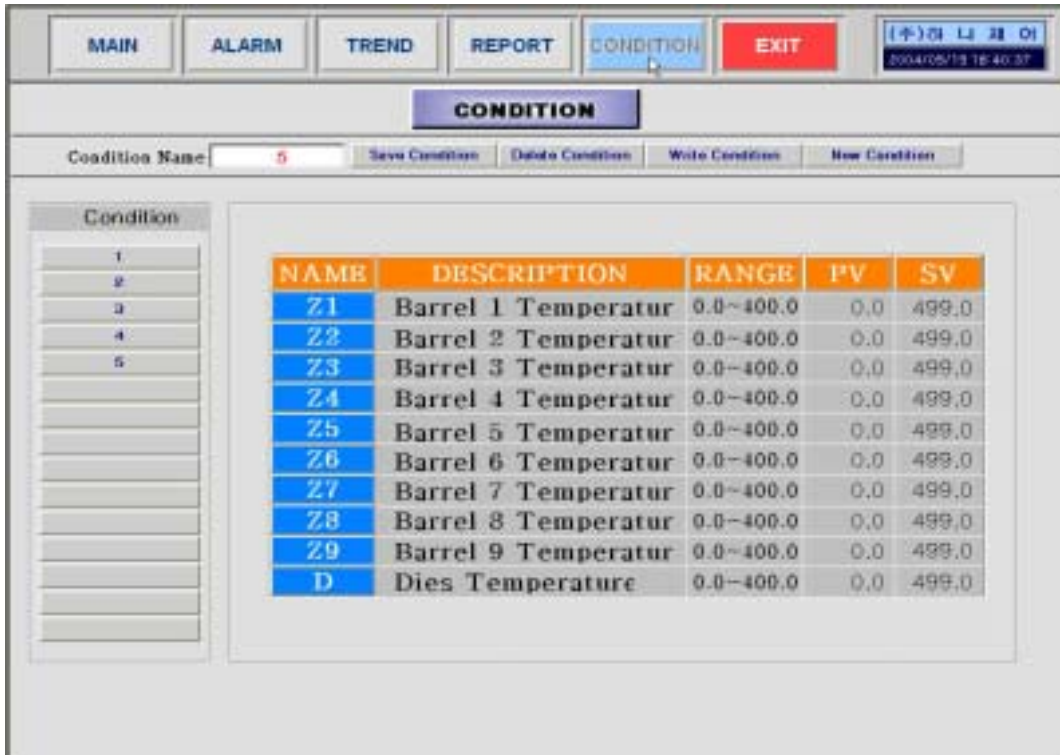 MAIN ALARM TREND REPORT CONDITION EXIT
(주)하 나 제 이
CONDITION
Condition Name 5 Save Condition Delete Condition Write Condition New Condition
Condition
1
2
3
4
5
NAME DESCRIPTION RANGE PV SV
Z1 Barrel 1 Temperatur 0.0~400.0 0.0 499.0
Z2 Barrel 2 Temperatur 0.0~400.0 0.0 499.0
Z3 Barrel 3 Temperatur 0.0~400.0 0.0 499.0
Z4 Barrel 4 Temperatur 0.0~400.0 0.0 499.0
Z5 Barrel 5 Temperatur 0.0~400.0 0.0 499.0
Z6 Barrel 6 Temperatur 0.0~400.0 0.0 499.0
Z7 Barrel 7 Temperatur 0.0~400.0 0.0 499.0
Z8 Barrel 8 Temperatur 0.0~400.0 0.0 499.0
Z9 Barrel 9 Temperatur 0.0~400.0 0.0 499.0
D Dies Temperature 0.0~400.0 0.0 499.0